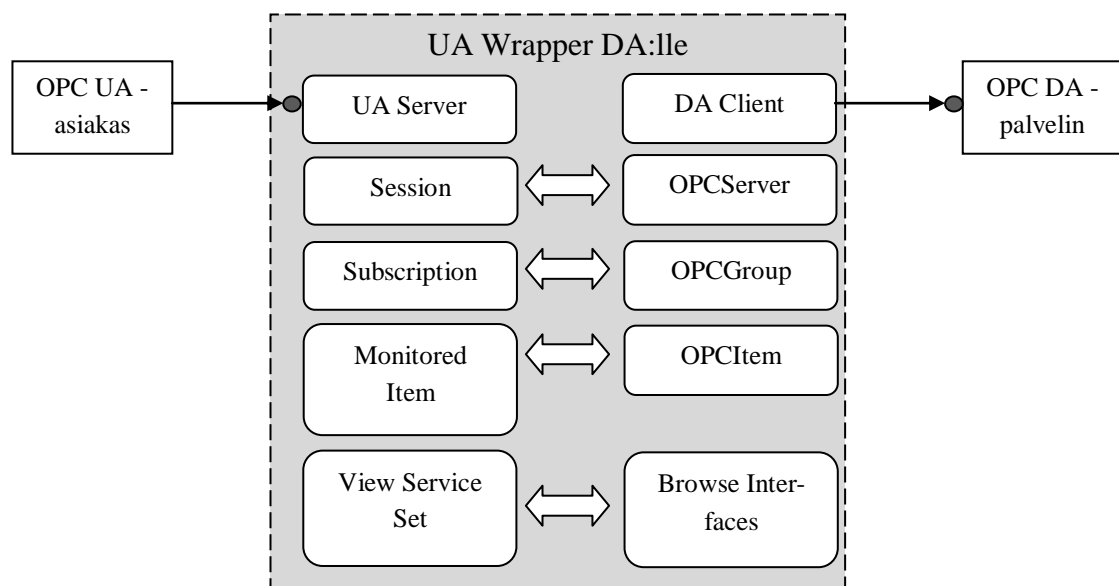 UA Wrapper DA:lle
OPC UA -
asiakas
UA Server
DA Client
OPC DA -
palvelin
Session
OPCServer
Subscription
OPCGroup
Monitored
Item
OPCItem
View Service
Set
Browse Inter-
faces